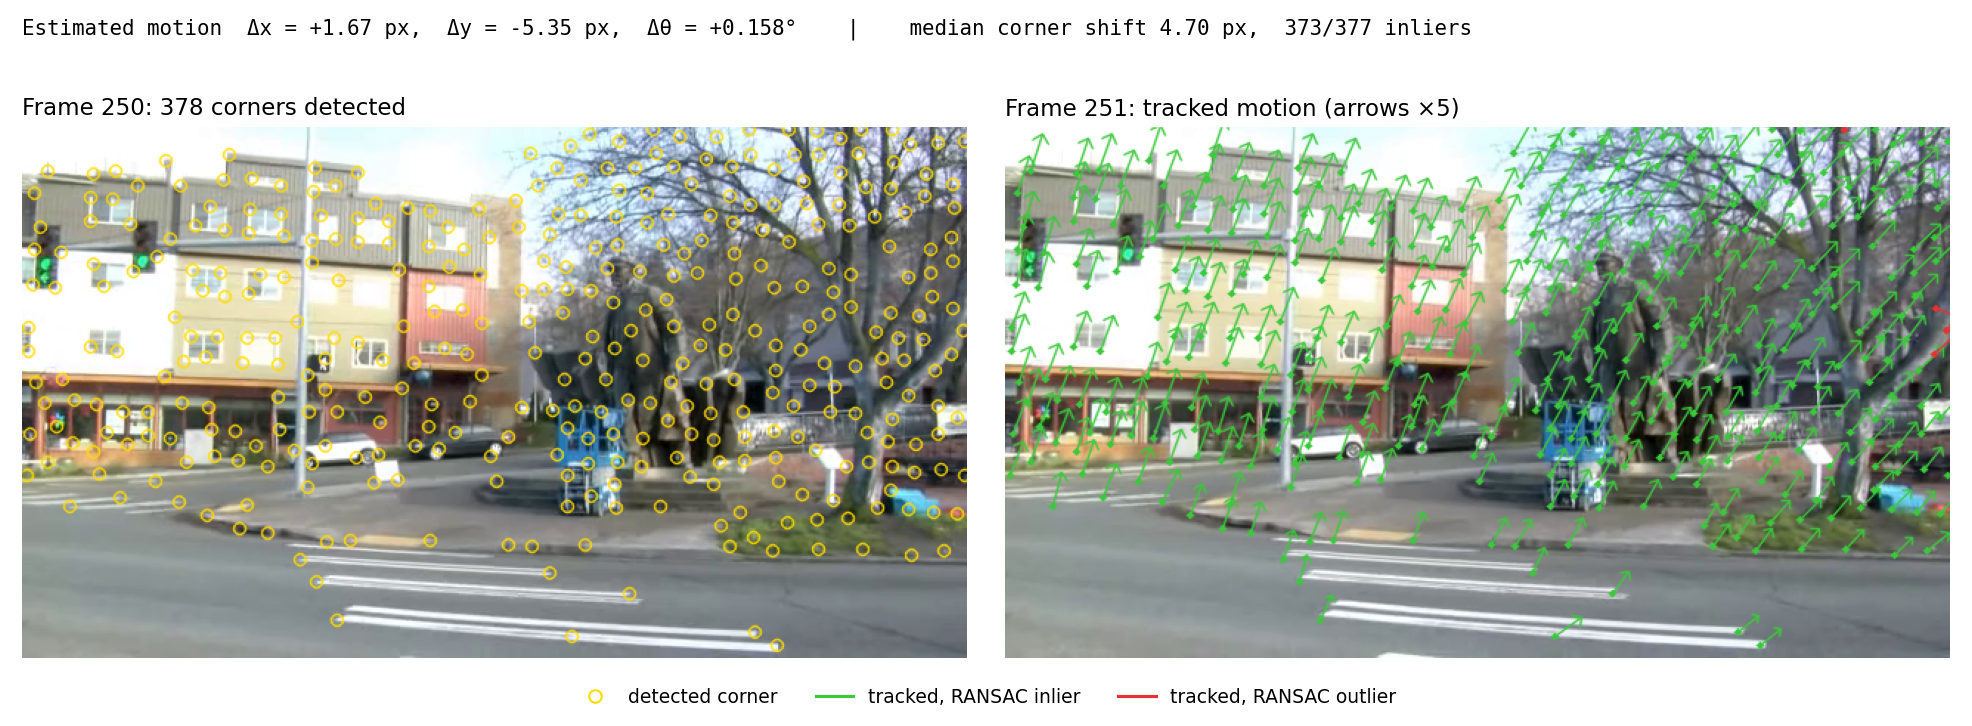 Estimated motion  Δx = +1.67 px,  Δy = -5.35 px,  Δθ = +0.158°    |    median corner shift 4.70 px,  373/377 inliers
Frame 250: 378 corners detected
Frame 251: tracked motion (arrows ×5)
detected corner
tracked, RANSAC inlier
tracked, RANSAC outlier